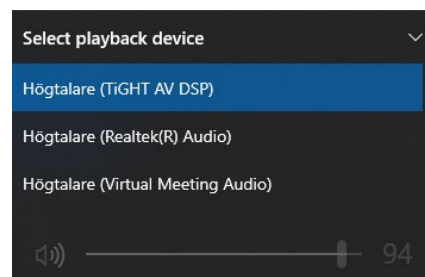 Select playback device
Högtalare (TiGHT AV DSP)
Högtalare (Realtek(R) Audio)
Högtalare (Virtual Meeting Audio)
94